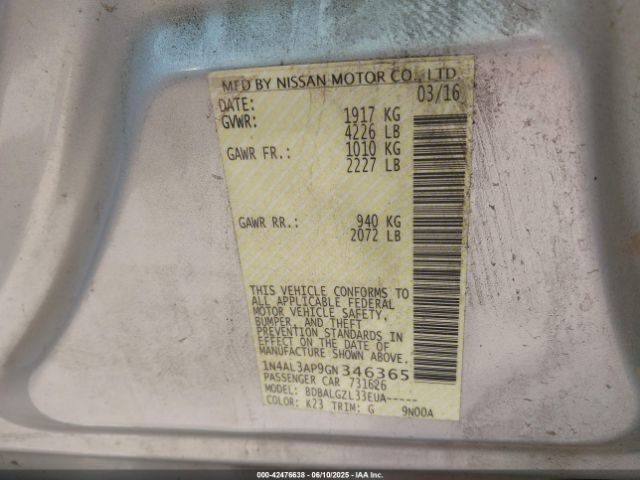 MFD BY NISSAN MOTOR CO., LTD.
DATE: 03/16
GVWR: 1917 KG
4226 LB
GAWR FR.: 1010 KG
2227 LB
GAWR RR.: 940 KG
2072 LB
THIS VEHICLE CONFORMS TO
ALL APPLICABLE FEDERAL
MOTOR VEHICLE SAFETY,
BUMPER, AND THEFT
PREVENTION STANDARDS IN
EFFECT ON THE DATE OF
MANUFACTURE SHOWN ABOVE.
1N4AL3AP9GN346365
PASSENGER CAR 731626
MODEL: BDBALGZL33EUA-----
COLOR: K23 TRIM: G 9N00A
000-42476638 - 06/10/2025 - IAAI.COM